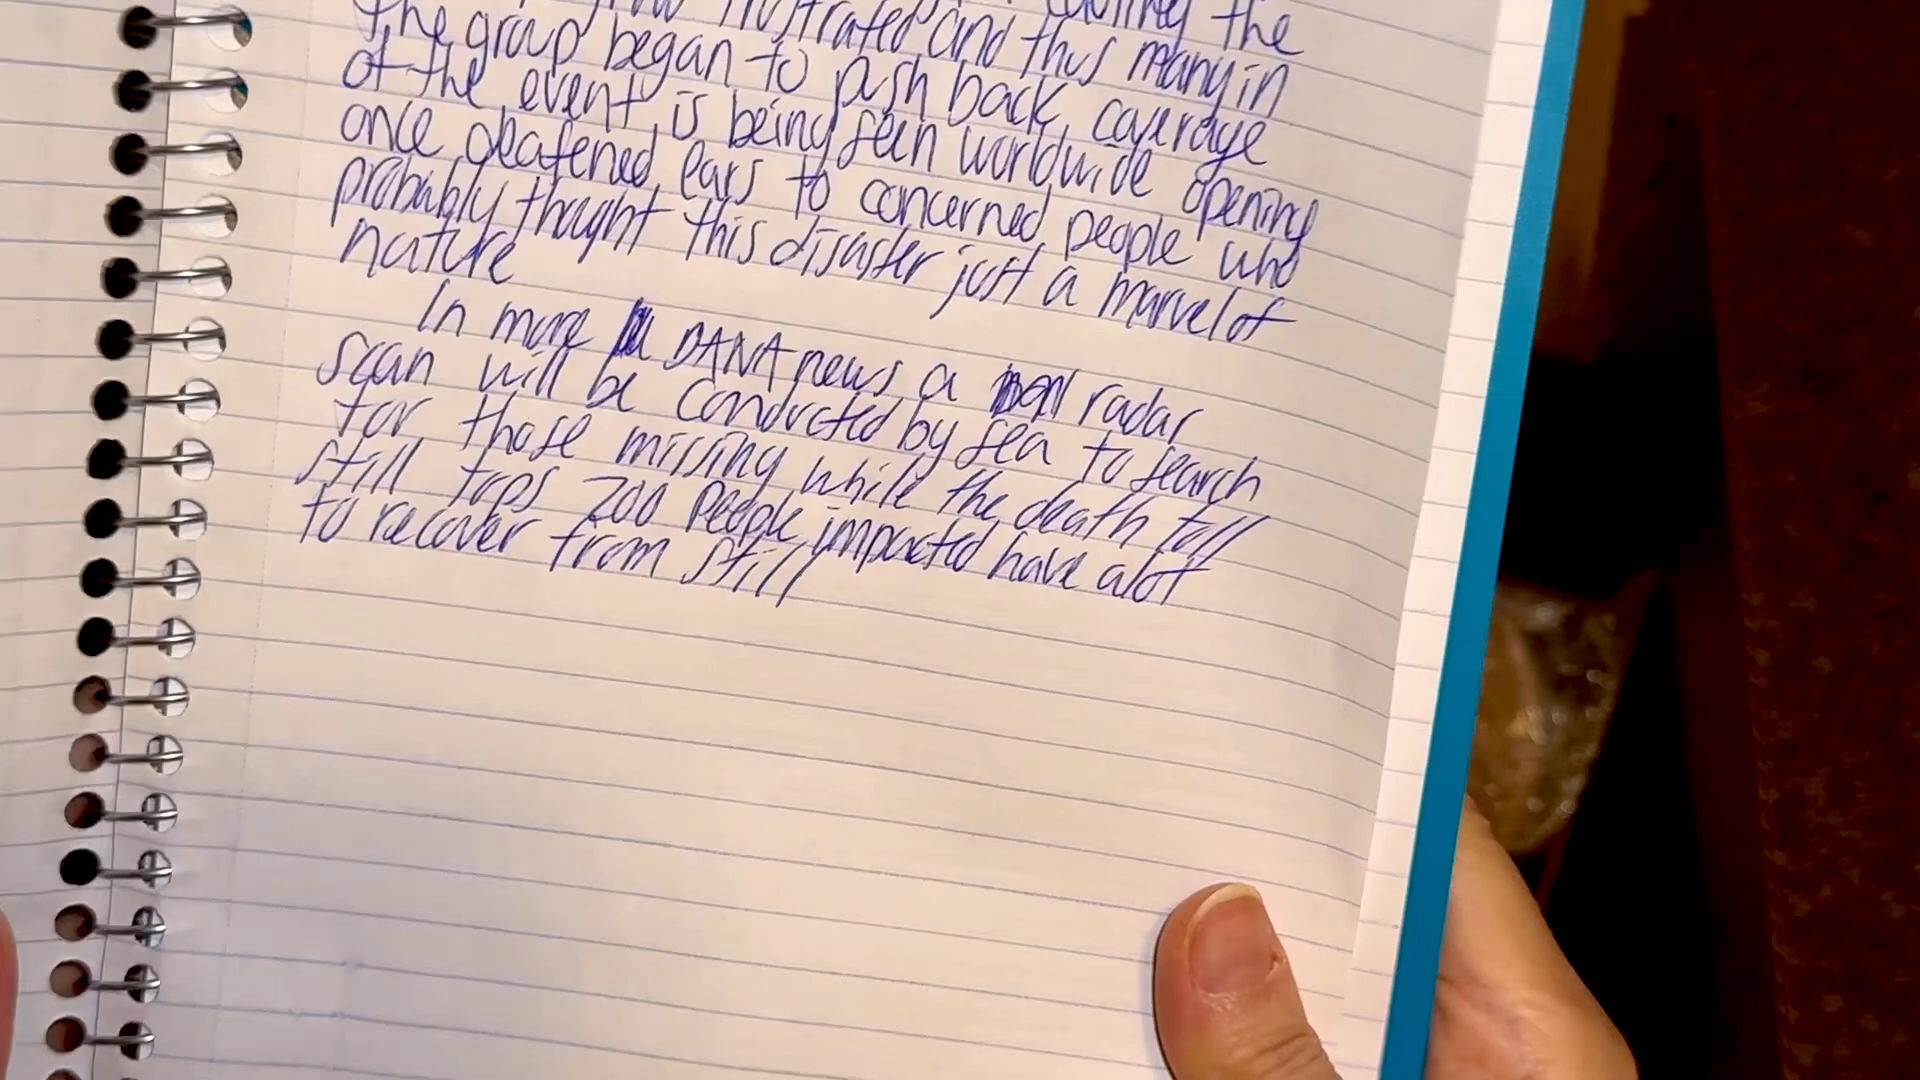 frustrated and thus many in
the group began to push back, coverage
of the event is being seen worldwide opening
once deafened ears to concerned people who
probably thought this disaster just a marvel of
nature
In more DANA news a radar
scan will be conducted by sea to search
for those missing while the death toll
still tops 200 people impacted have alot
to recover from still